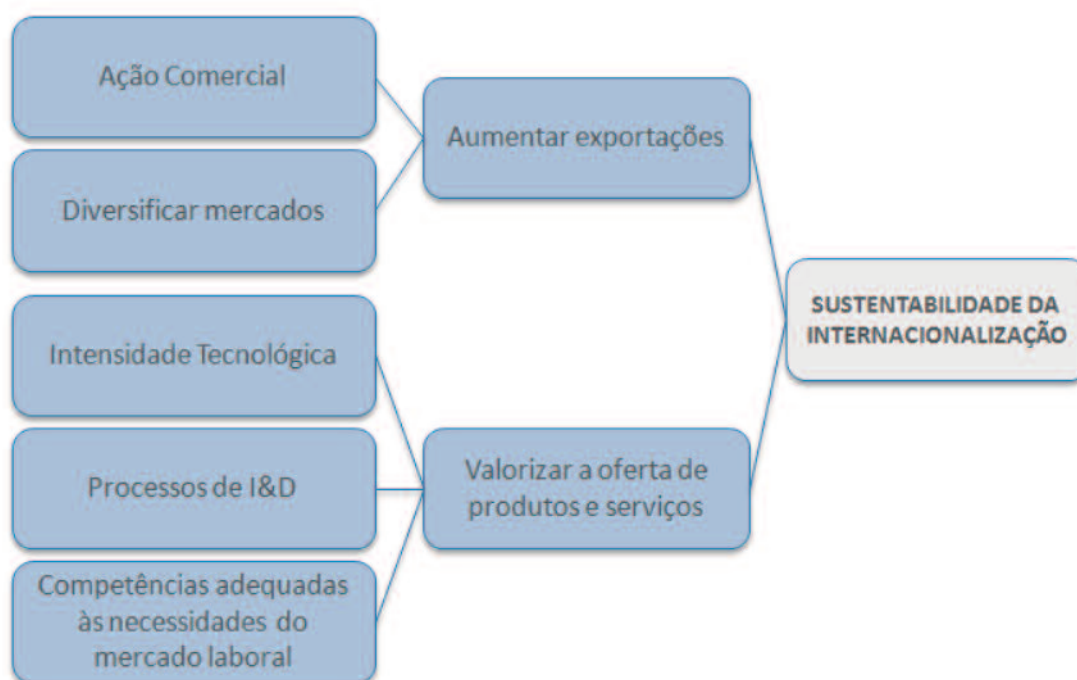 Ação Comercial
Diversificar mercados
Aumentar exportações
Intensidade Tecnológica
Processos de I&D
Competências adequadas
às necessidades do
mercado laboral
Valorizar a oferta de
produtos e serviços
SUSTENTABILIDADE DA
INTERNACIONALIZAÇÃO